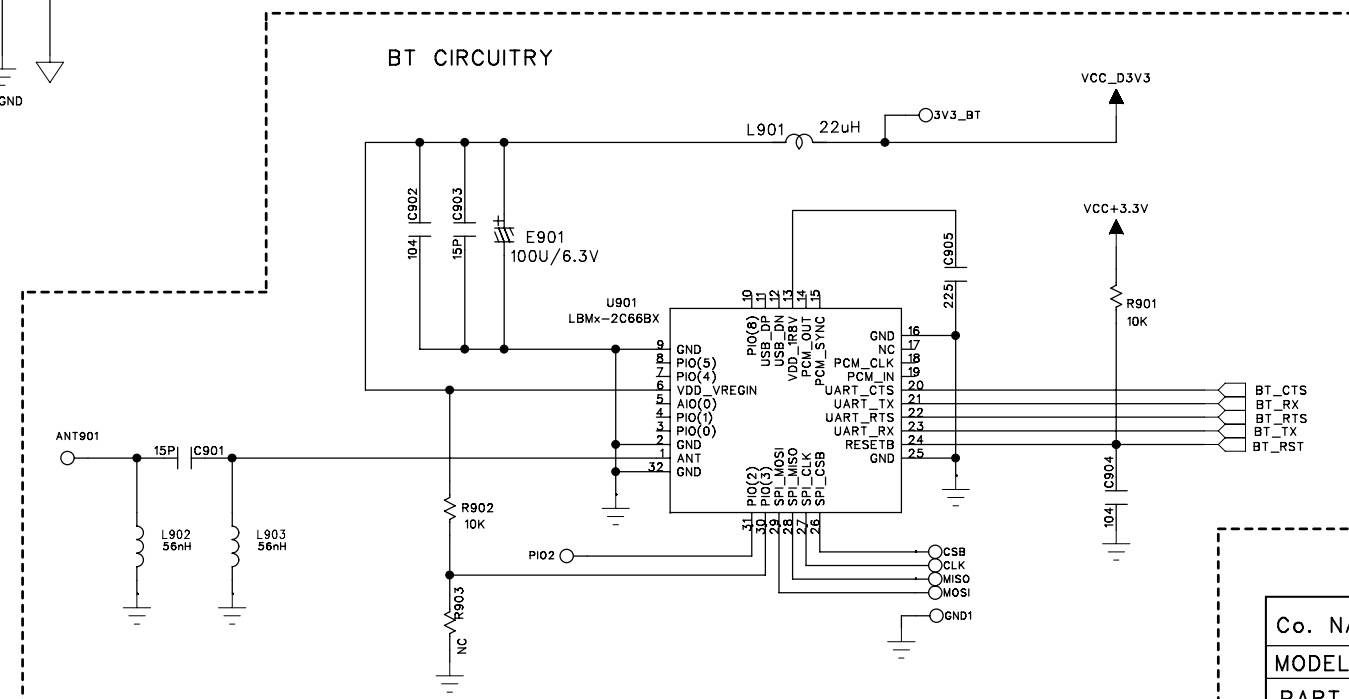 GND
BT CIRCUITRY
VCC_D3V3
3V3_BT
L901
22uH
C902
104
C903
15P
+
E901
100U/6.3V
VCC+3.3V
C905
225
R901
10K
U901
LBMx-2C66BX
10 11 12 13 14 15
PIO(8)
USB_DP
USB_DN
VDD_1R8V
PCM_OUT
PCM_SYNC
9 GND
8 PIO(5)
7 PIO(4)
6 VDD_VREGIN
5 AIO(0)
4 PIO(1)
3 PIO(0)
2 GND
1 ANT
32 GND
GND 16
NC 17
PCM_CLK 18
PCM_IN 19
UART_CTS 20
UART_TX 21
UART_RTS 22
UART_RX 23
RESETB 24
GND 25
BT_CTS
BT_RX
BT_RTS
BT_TX
BT_RST
PIO(2)
PIO(3)
SPI_MOSI
SPI_MISO
SPI_CLK
SPI_CSB
31 30 29 28 27 26
ANT901
15P
C901
L902
56nH
L903
56nH
R902
10K
R903
NC
PIO2
C904
104
CSB
CLK
MISO
MOSI
GND1
Co. NA
MODEL
PART